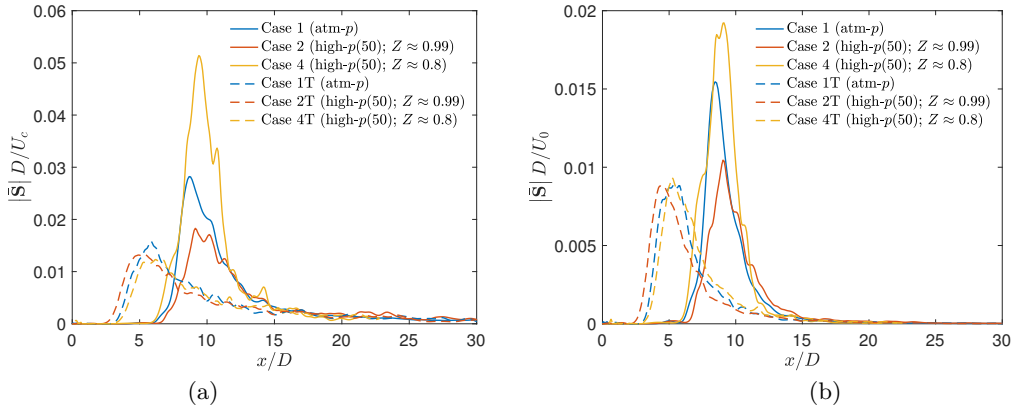 0.06
0.05
0.04
0.03
0.02
0.01
0
0 5 10 15 20 25 30
|S̄| D/U_c
x/D
Case 1 (atm-p)
Case 2 (high-p(50); Z ≈ 0.99)
Case 4 (high-p(50); Z ≈ 0.8)
Case 1T (atm-p)
Case 2T (high-p(50); Z ≈ 0.99)
Case 4T (high-p(50); Z ≈ 0.8)
(a)
0.02
0.015
0.01
0.005
0
0 5 10 15 20 25 30
|S̄| D/U_0
x/D
Case 1 (atm-p)
Case 2 (high-p(50); Z ≈ 0.99)
Case 4 (high-p(50); Z ≈ 0.8)
Case 1T (atm-p)
Case 2T (high-p(50); Z ≈ 0.99)
Case 4T (high-p(50); Z ≈ 0.8)
(b)